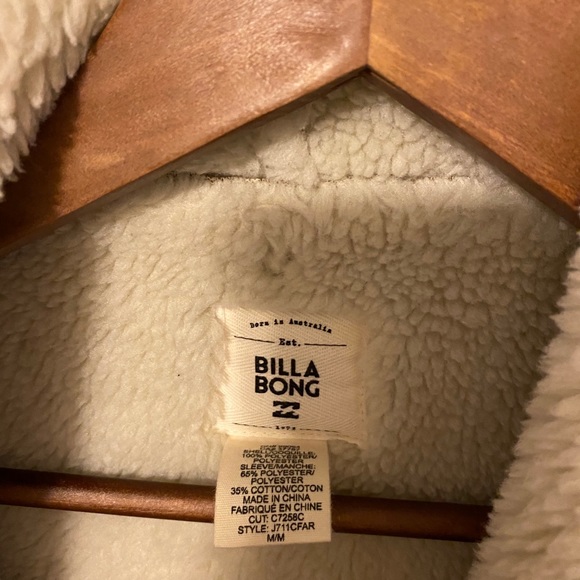 Born in Australia
Est.
BILLA
BONG
1973
SHELL/COQUILLE:
100% POLYESTER/
POLYESTER
SLEEVE/MANCHE:
65% POLYESTER/
POLYESTER
35% COTTON/COTON
MADE IN CHINA
FABRIQUÉ EN CHINE
CUT: C7258C
STYLE: J711CFAR
M/M